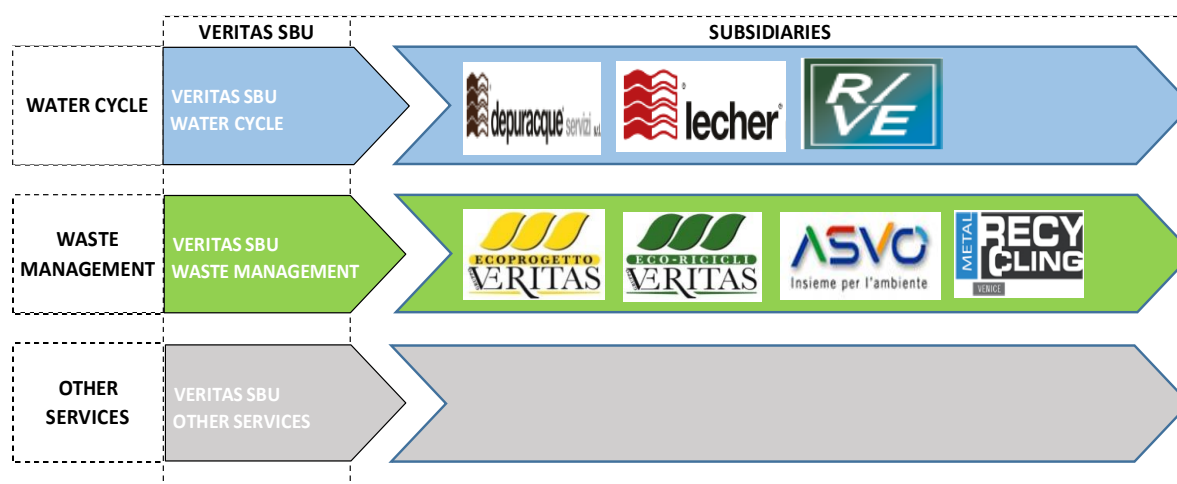 VERITAS SBU
SUBSIDIARIES
WATER CYCLE
VERITAS SBU
WATER CYCLE
depuracque servizi s.r.l.
lecher
R/VE
WASTE
MANAGEMENT
VERITAS SBU
WASTE MANAGEMENT
ECOPROGETTO
VERITAS
ECO-RICICLI
VERITAS
ASVO
Insieme per l'ambiente
METAL
RECY
CLING
VENICE
OTHER
SERVICES
VERITAS SBU
OTHER SERVICES